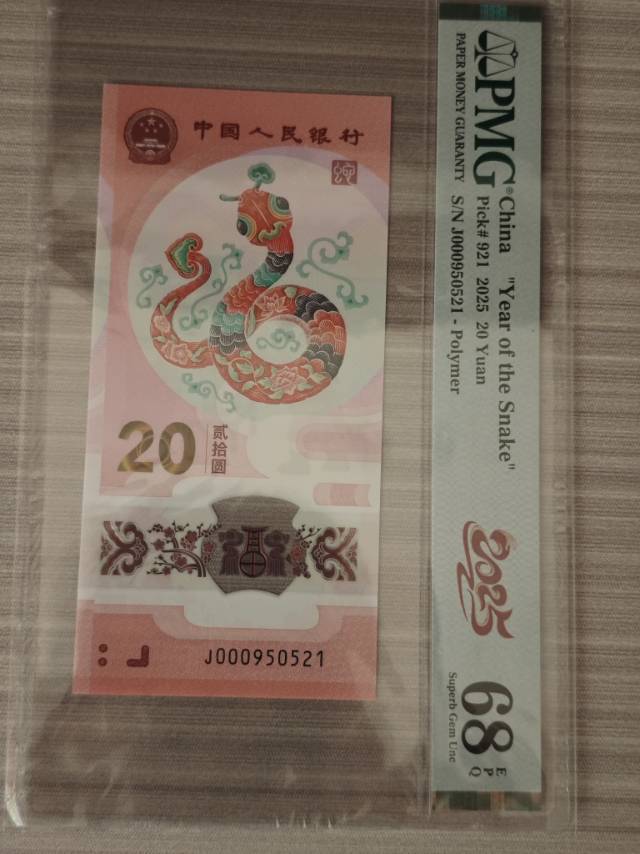 中国人民银行
20
贰拾圆
J000950521
PMG®
PAPER MONEY GUARANTY
China "Year of the Snake"
Pick# 921 2025 20 Yuan
S/N J000950521 - Polymer
2025
68
EPQ
Superb Gem Unc